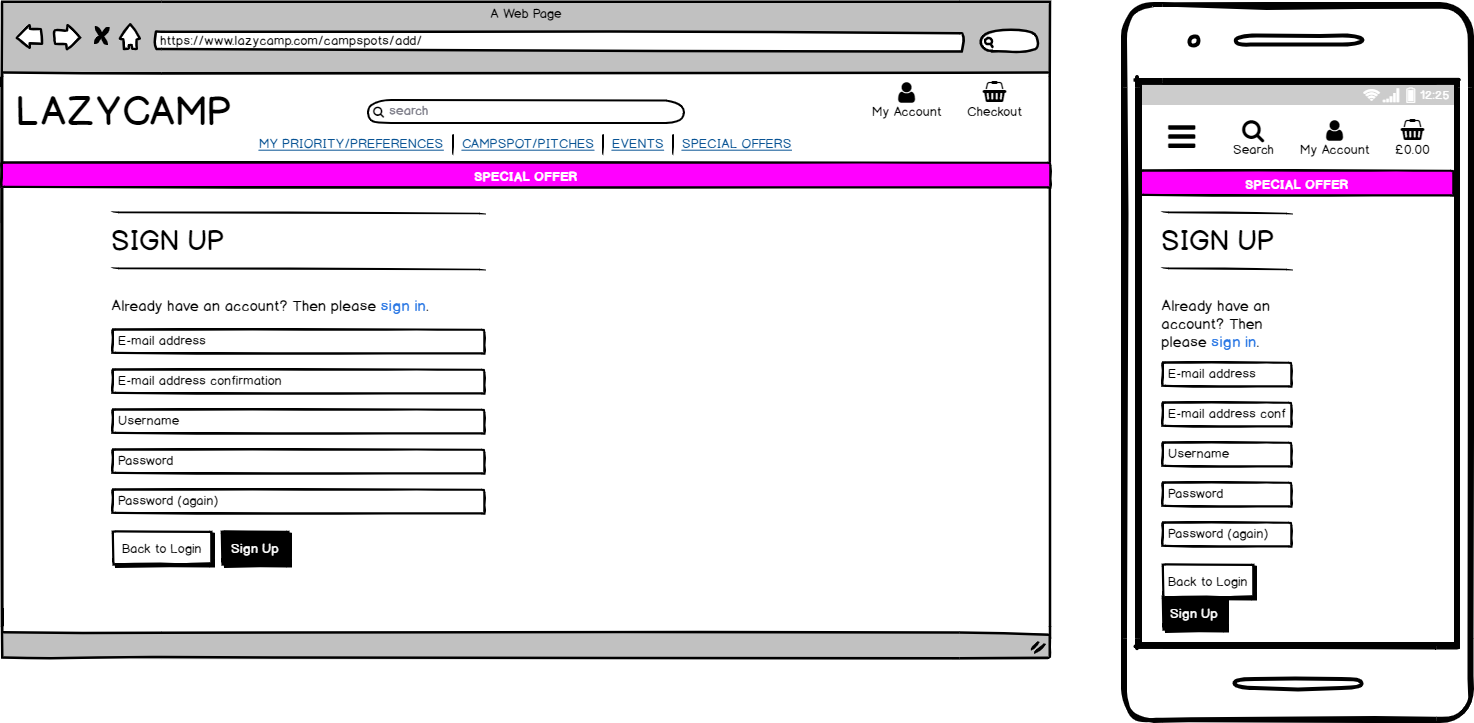 A Web Page
https://www.lazycamp.com/campspots/add/
LAZYCAMP
search
My Account
Checkout
MY PRIORITY/PREFERENCES
CAMPSPOT/PITCHES
EVENTS
SPECIAL OFFERS
SPECIAL OFFER
SIGN UP
Already have an account? Then please sign in.
E-mail address
E-mail address confirmation
Username
Password
Password (again)
Back to Login
Sign Up
12:25
Search
My Account
£0.00
SPECIAL OFFER
SIGN UP
Already have an
account? Then
please sign in.
E-mail address
E-mail address conf
Username
Password
Password (again)
Back to Login
Sign Up